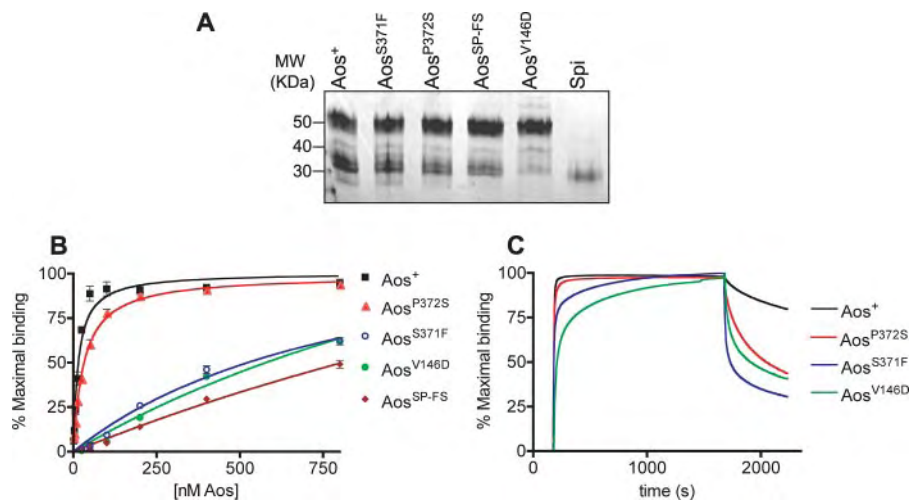 A
MW
(KDa)
Aos+
AosS371F
AosP372S
AosSP-FS
AosV146D
Spi
50
40
30
B
% Maximal binding
100
75
50
25
0
0
250
500
750
[nM Aos]
Aos+
AosP372S
AosS371F
AosV146D
AosSP-FS
C
% Maximal binding
100
75
50
25
0
0
1000
2000
time (s)
Aos+
AosP372S
AosS371F
AosV146D